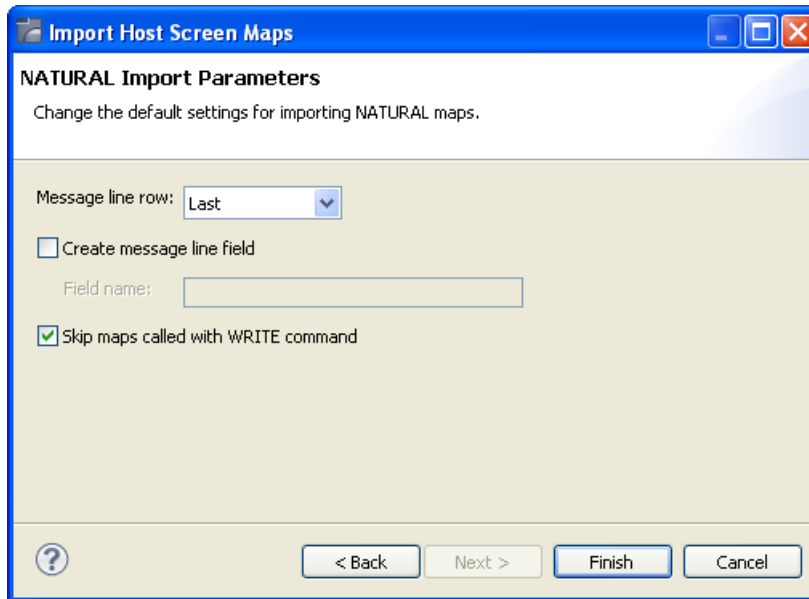 Import Host Screen Maps
NATURAL Import Parameters
Change the default settings for importing NATURAL maps.
Message line row: Last
Create message line field
Field name:
Skip maps called with WRITE command
? < Back Next > Finish Cancel